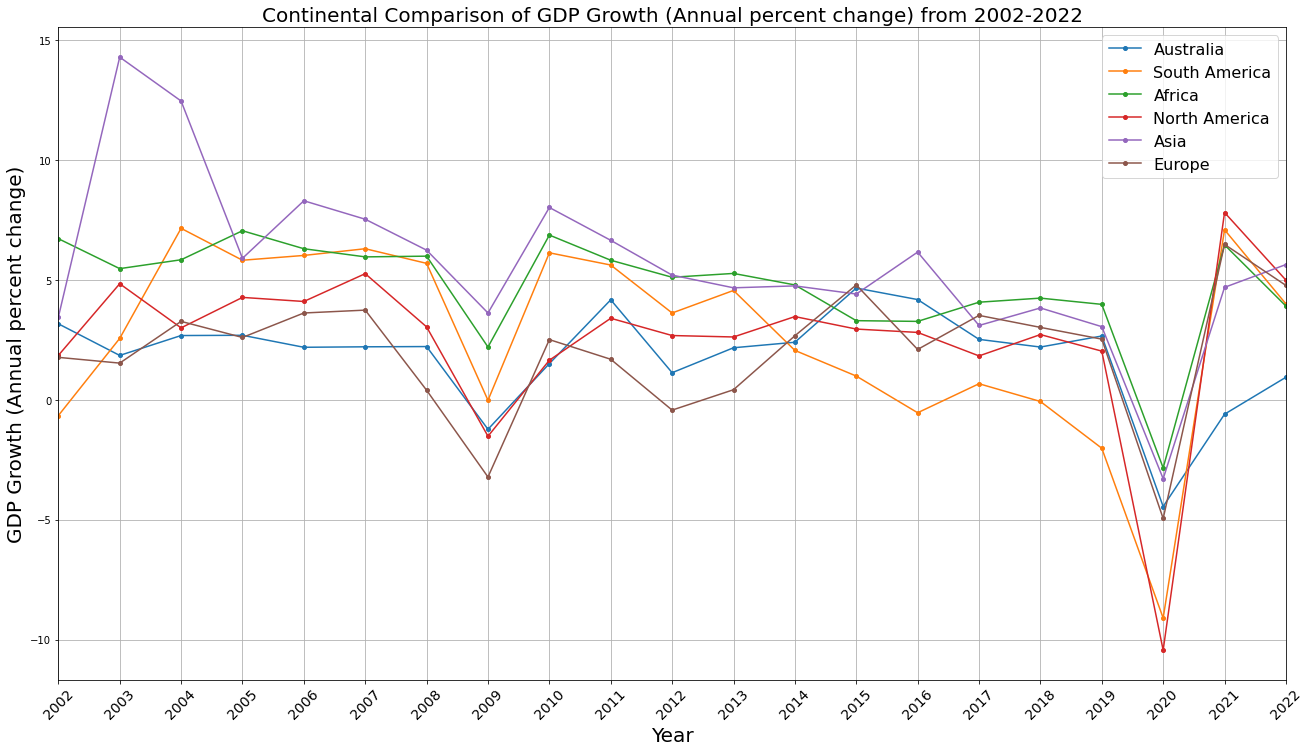 Continental Comparison of GDP Growth (Annual percent change) from 2002-2022
GDP Growth (Annual percent change)
15
10
5
0
−5
−10
Australia
South America
Africa
North America
Asia
Europe
2002 2003 2004 2005 2006 2007 2008 2009 2010 2011 2012 2013 2014 2015 2016 2017 2018 2019 2020 2021 2022
Year